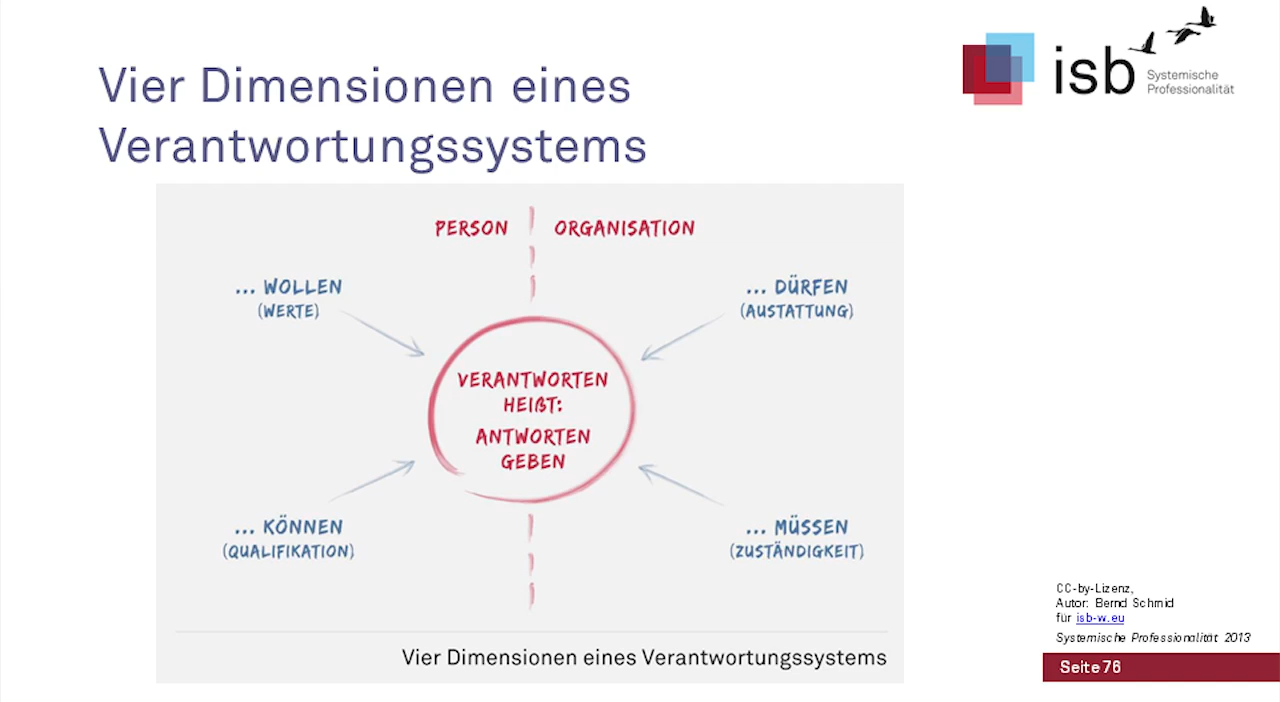 Vier Dimensionen eines
Verantwortungssystems
isb
Systemische
Professionalität
PERSON
ORGANISATION
... WOLLEN
(WERTE)
... DÜRFEN
(AUSTATTUNG)
VERANTWORTEN
HEIẞT:
ANTWORTEN
GEBEN
... KÖNNEN
(QUALIFIKATION)
... MÜSSEN
(ZUSTÄNDIGKEIT)
Vier Dimensionen eines Verantwortungssystems
CC-by-Lizenz,
Autor: Bernd Schmid
für isb-w.eu
Systemische Professionalität 2013
Seite 76